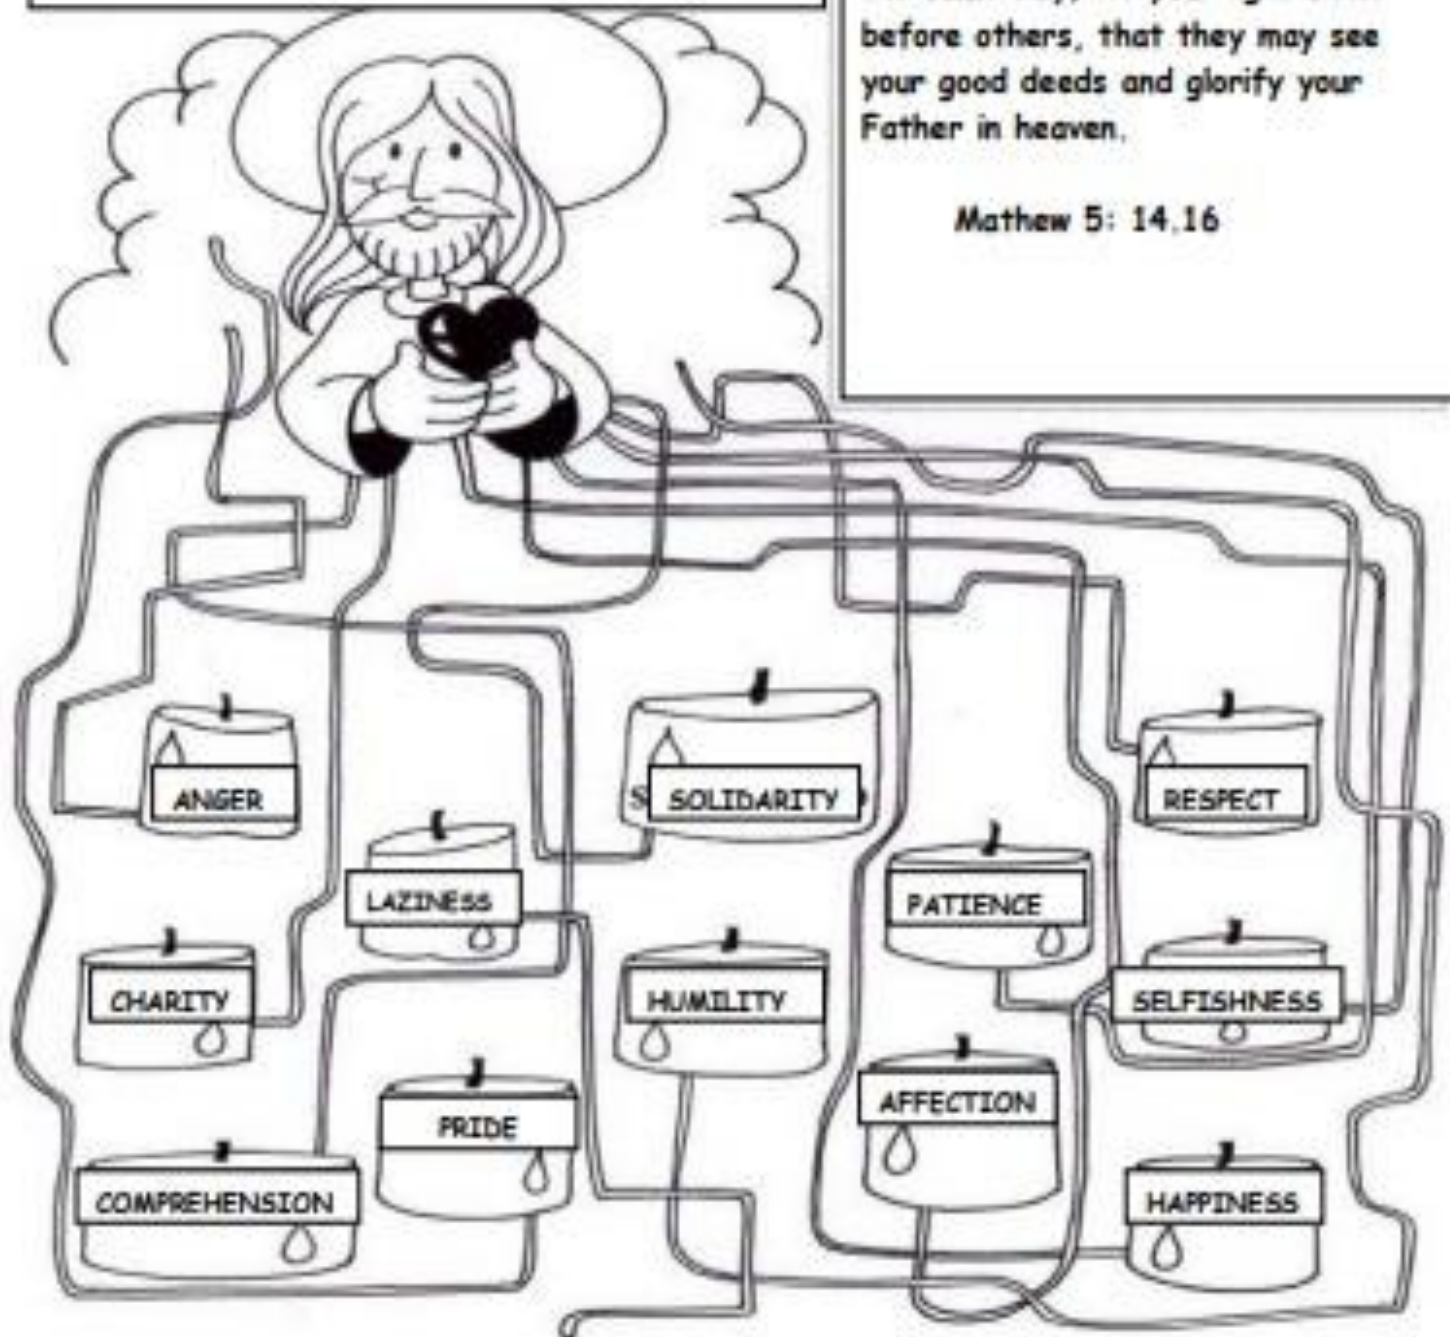 before others, that they may see
your good deeds and glorify your
Father in heaven.
Mathew 5: 14.16
ANGER
SOLIDARITY
RESPECT
LAZINESS
PATIENCE
CHARITY
HUMILITY
SELFISHNESS
PRIDE
AFFECTION
COMPREHENSION
HAPPINESS